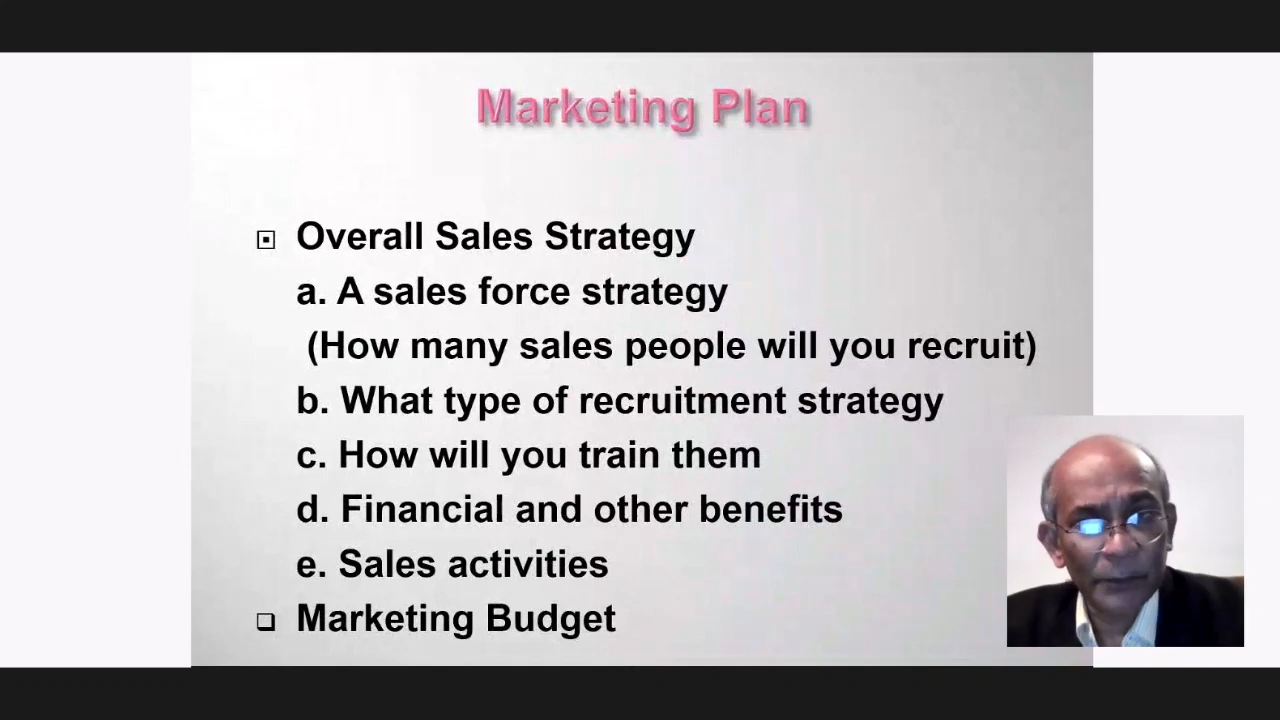 Marketing Plan
Overall Sales Strategy
a. A sales force strategy
(How many sales people will you recruit)
b. What type of recruitment strategy
c. How will you train them
d. Financial and other benefits
e. Sales activities
Marketing Budget